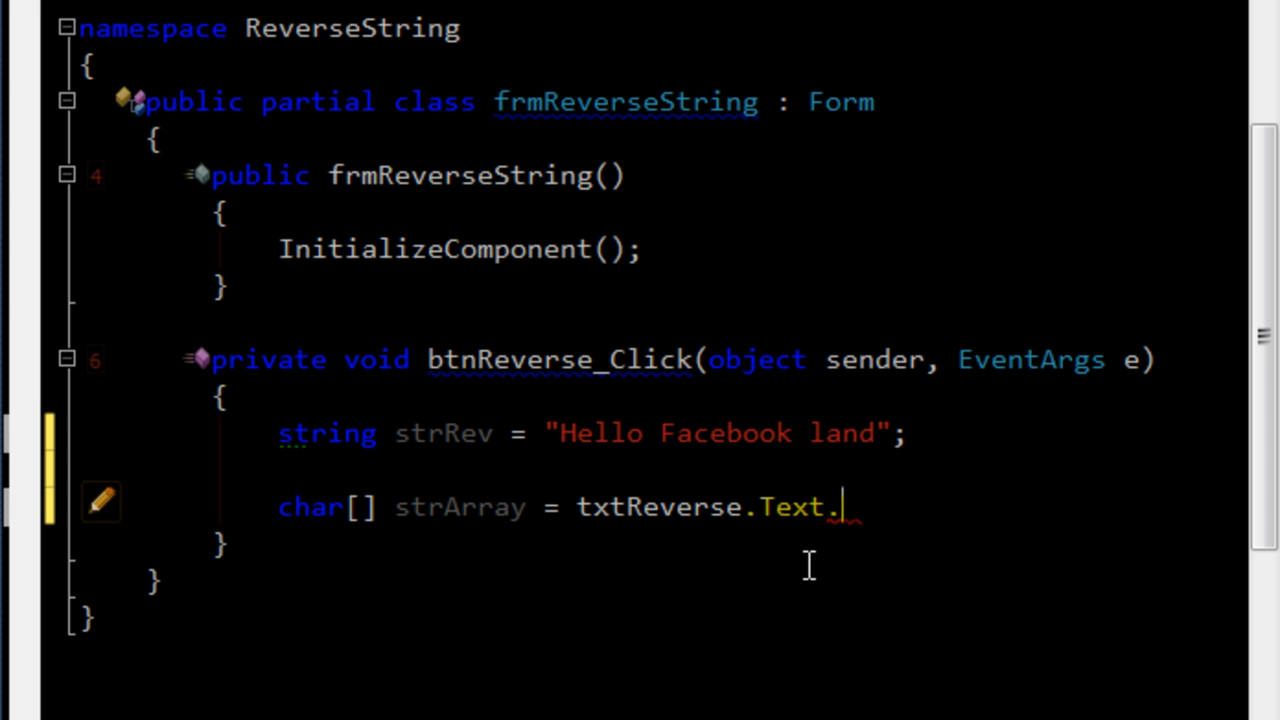 namespace ReverseString
{
public partial class frmReverseString : Form
{
4 public frmReverseString()
{
InitializeComponent();
}
6 private void btnReverse_Click(object sender, EventArgs e)
{
string strRev = "Hello Facebook land";
char[] strArray = txtReverse.Text.
}
}
}